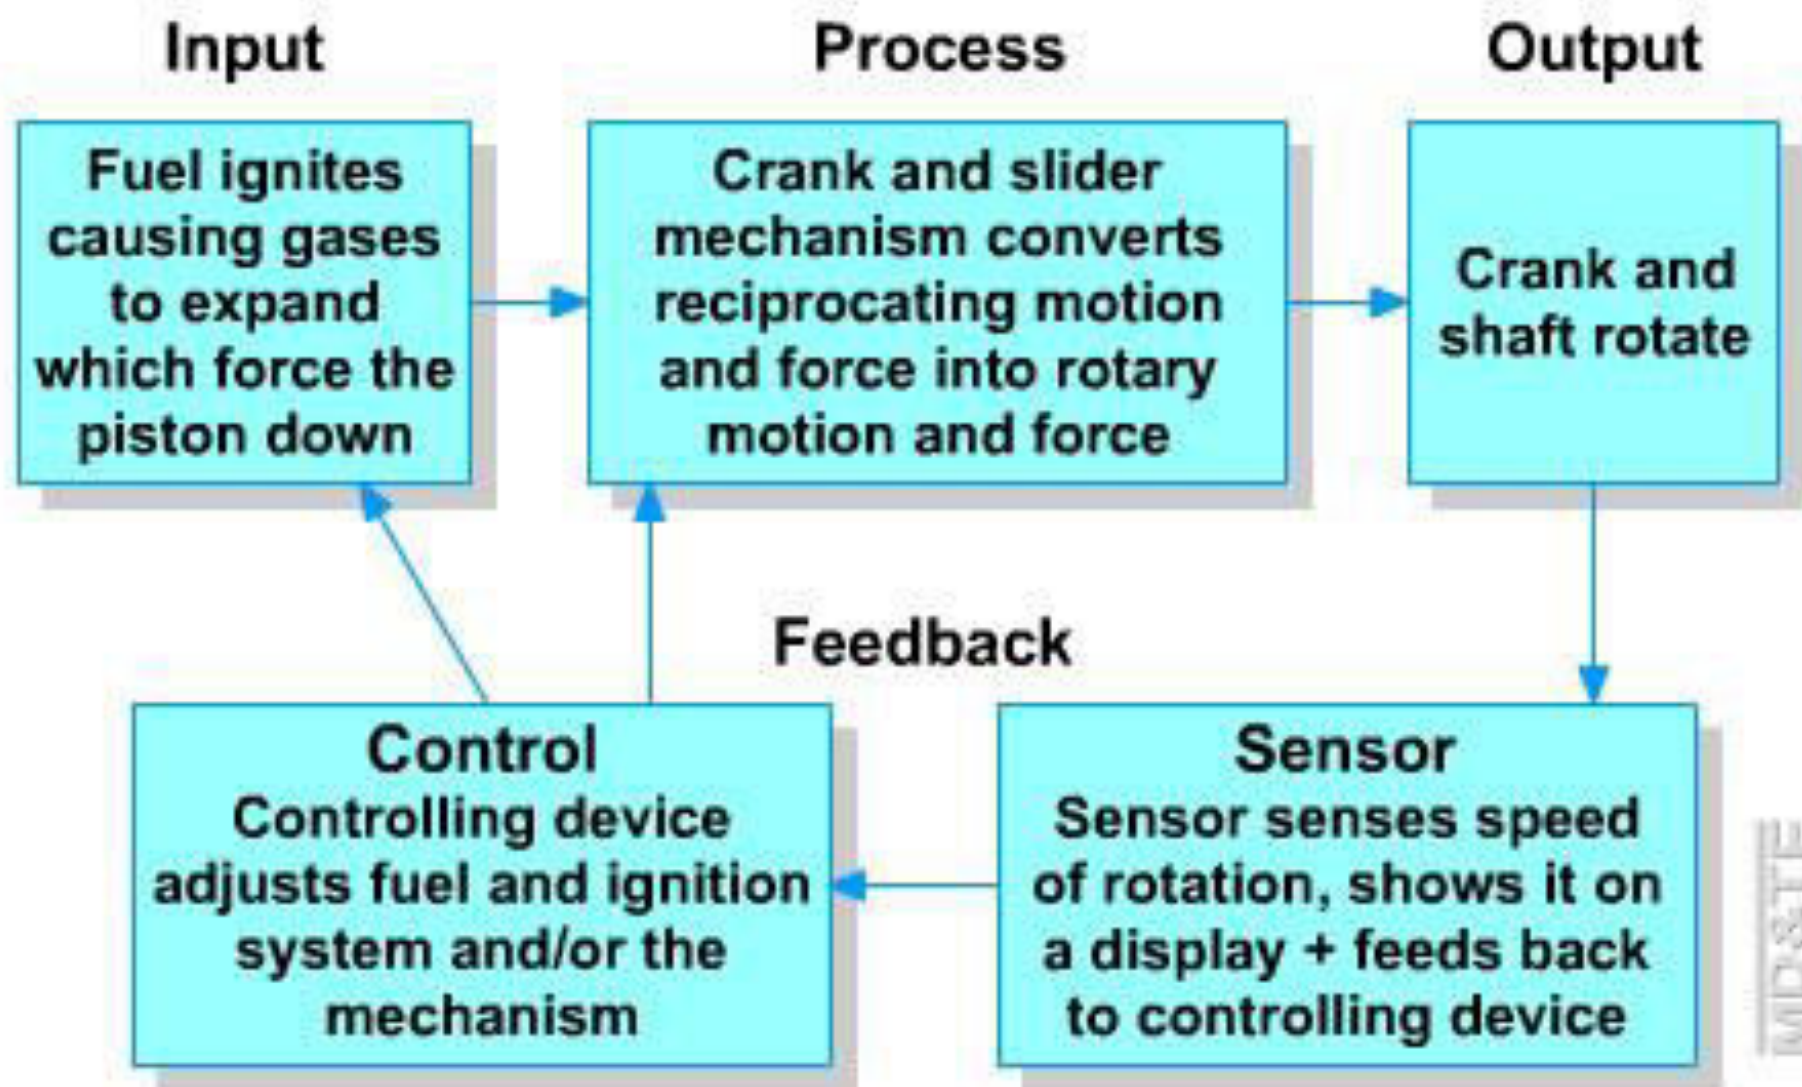 Input
Process
Output
Fuel ignites
causing gases
to expand
which force the
piston down
Crank and slider
mechanism converts
reciprocating motion
and force into rotary
motion and force
Crank and
shaft rotate
Feedback
Control
Controlling device
adjusts fuel and ignition
system and/or the
mechanism
Sensor
Sensor senses speed
of rotation, shows it on
a display + feeds back
to controlling device